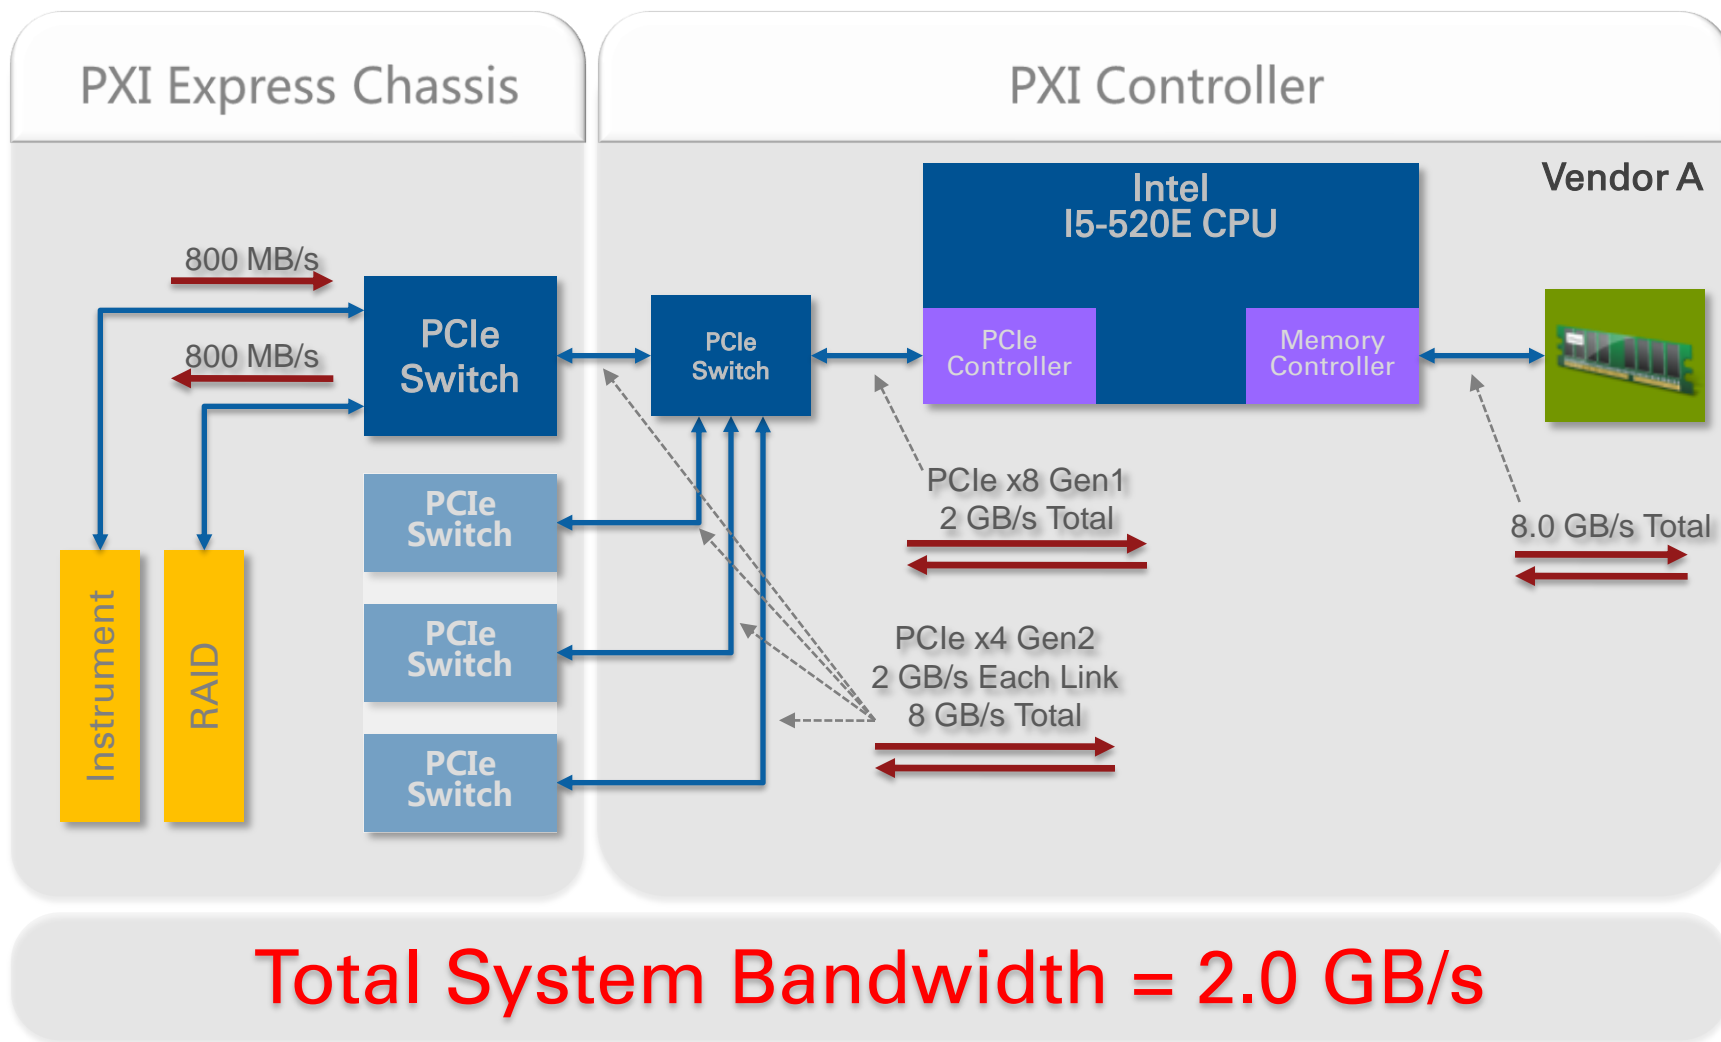 PXI Express Chassis
PXI Controller
Vendor A
Intel
I5-520E CPU
800 MB/s
PCIe
Switch
800 MB/s
PCIe
Switch
PCIe
Controller
Memory
Controller
PCIe x8 Gen1
2 GB/s Total
8.0 GB/s Total
PCIe
Switch
PCIe
Switch
PCIe
Switch
Instrument
RAID
PCIe x4 Gen2
2 GB/s Each Link
8 GB/s Total
Total System Bandwidth = 2.0 GB/s